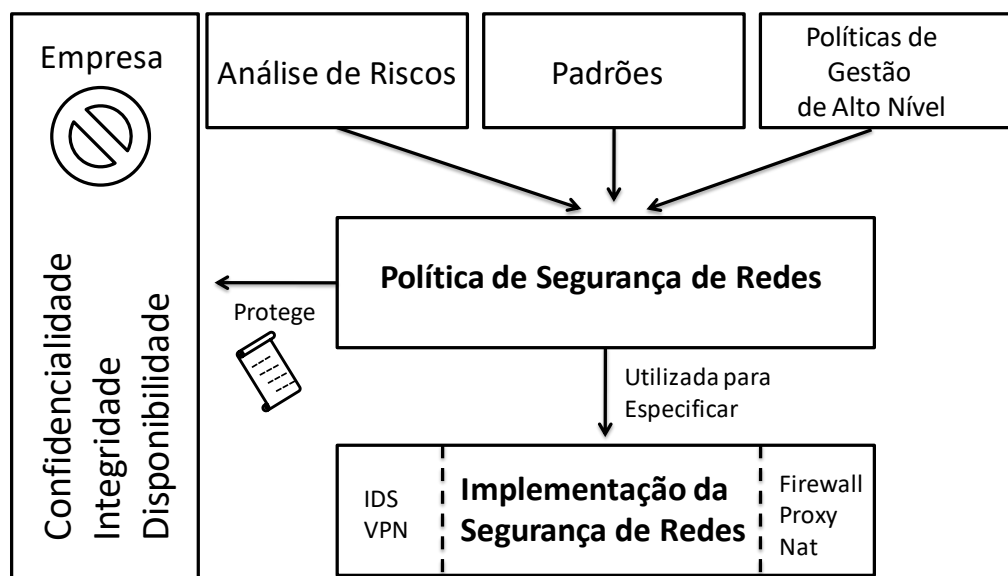 Empresa
Confidencialidade
Integridade
Disponibilidade
Análise de Riscos
Padrões
Políticas de
Gestão
de Alto Nível
Política de Segurança de Redes
Protege
Utilizada para
Especificar
IDS
VPN
Implementação da
Segurança de Redes
Firewall
Proxy
Nat